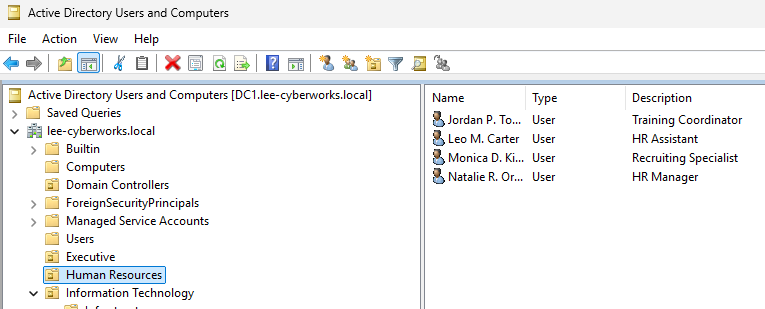 Active Directory Users and Computers
File Action View Help
Active Directory Users and Computers [DC1.lee-cyberworks.local]
Saved Queries
lee-cyberworks.local
Builtin
Computers
Domain Controllers
ForeignSecurityPrincipals
Managed Service Accounts
Users
Executive
Human Resources
Information Technology
Name Type Description
Jordan P. To... User Training Coordinator
Leo M. Carter User HR Assistant
Monica D. Ki... User Recruiting Specialist
Natalie R. Or... User HR Manager